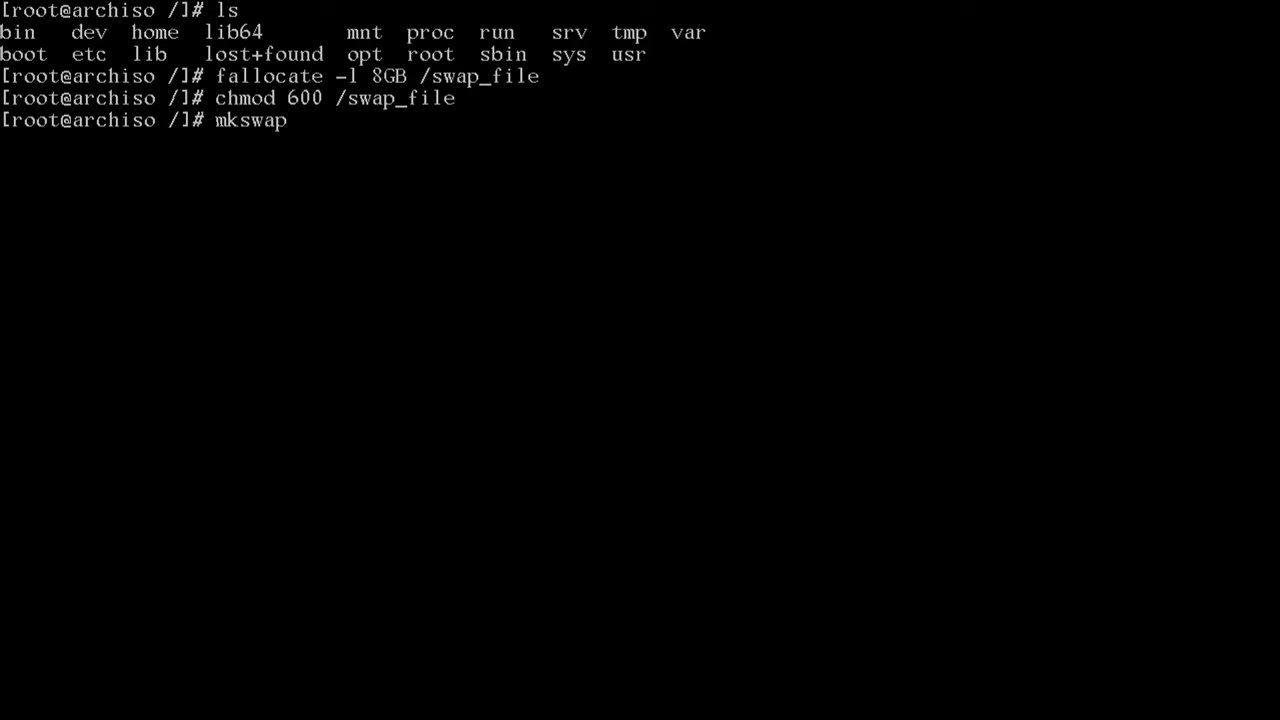 [root@archiso /]# ls
bin   dev  home  lib64       mnt  proc  run   srv  tmp  var
boot  etc  lib   lost+found  opt  root  sbin  sys  usr
[root@archiso /]# fallocate -l 8GB /swap_file
[root@archiso /]# chmod 600 /swap_file
[root@archiso /]# mkswap